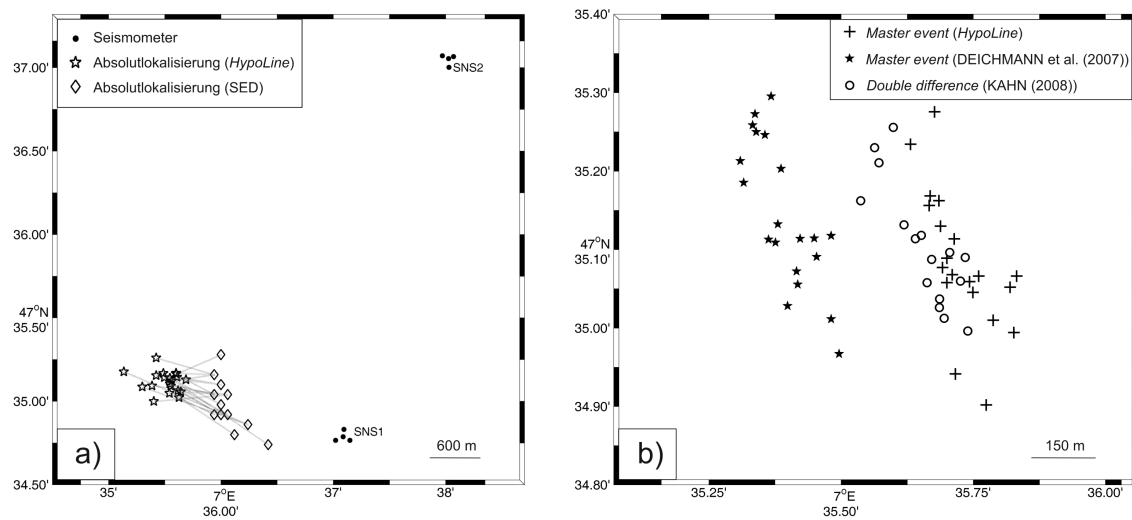 Seismometer
Absolutlokalisierung (HypoLine)
Absolutlokalisierung (SED)
37.00'
36.50'
36.00'
47°N
35.50'
35.00'
34.50'
SNS2
SNS1
a)
600 m
35'
7°E
36.00'
37'
38'
Master event (HypoLine)
Master event (DEICHMANN et al. (2007))
Double difference (KAHN (2008))
35.40'
35.30'
35.20'
47°N
35.10'
35.00'
34.90'
34.80'
b)
150 m
35.25'
7°E
35.50'
35.75'
36.00'